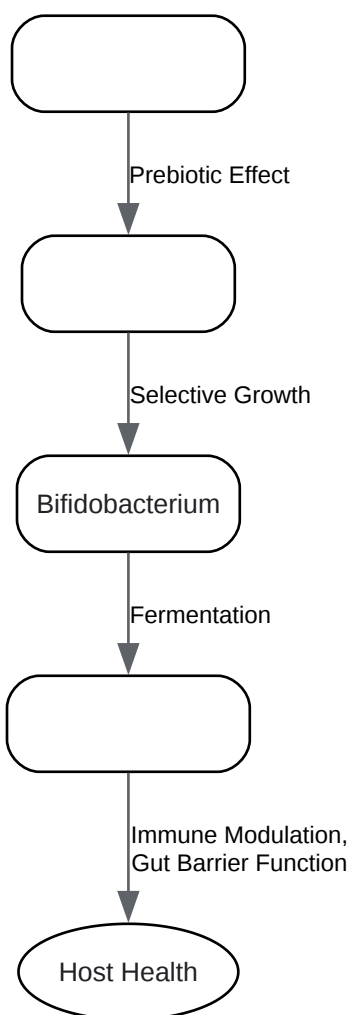 Prebiotic Effect
Selective Growth
Bifidobacterium
Fermentation
Immune Modulation,
Gut Barrier Function
Host Health